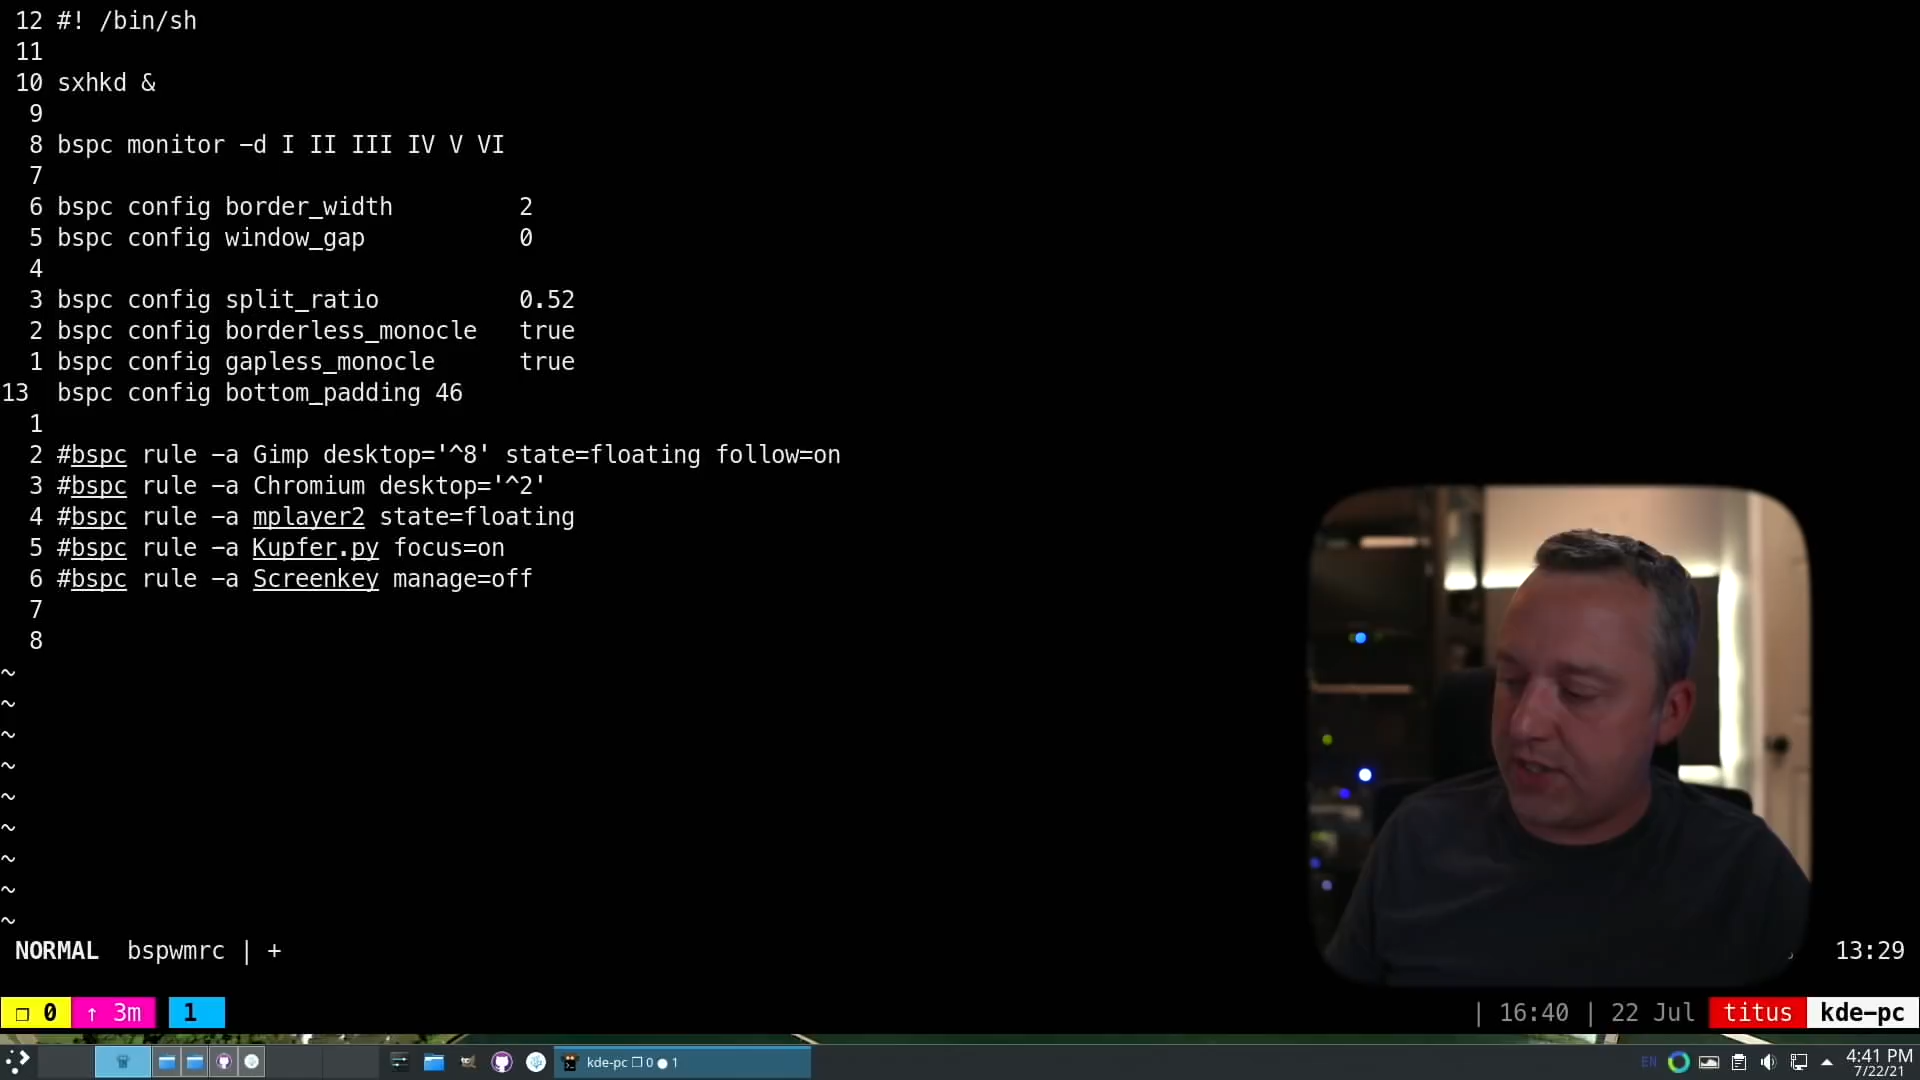 12 #! /bin/sh
11
10 sxhkd &
9
8 bspc monitor -d I II III IV V VI
7
6 bspc config border_width 2
5 bspc config window_gap 0
4
3 bspc config split_ratio 0.52
2 bspc config borderless_monocle true
1 bspc config gapless_monocle true
13 bspc config bottom_padding 46
1
2 #bspc rule -a Gimp desktop='^8' state=floating follow=on
3 #bspc rule -a Chromium desktop='^2'
4 #bspc rule -a mplayer2 state=floating
5 #bspc rule -a Kupfer.py focus=on
6 #bspc rule -a Screenkey manage=off
7
8
~
~
~
~
~
~
~
~
~
NORMAL bspwmrc | + 13:29
❐ 0 ↑ 3m 1 | 16:40 | 22 Jul titus kde-pc
kde-pc ❐ 0 ● 1 EN 4:41 PM
7/22/21